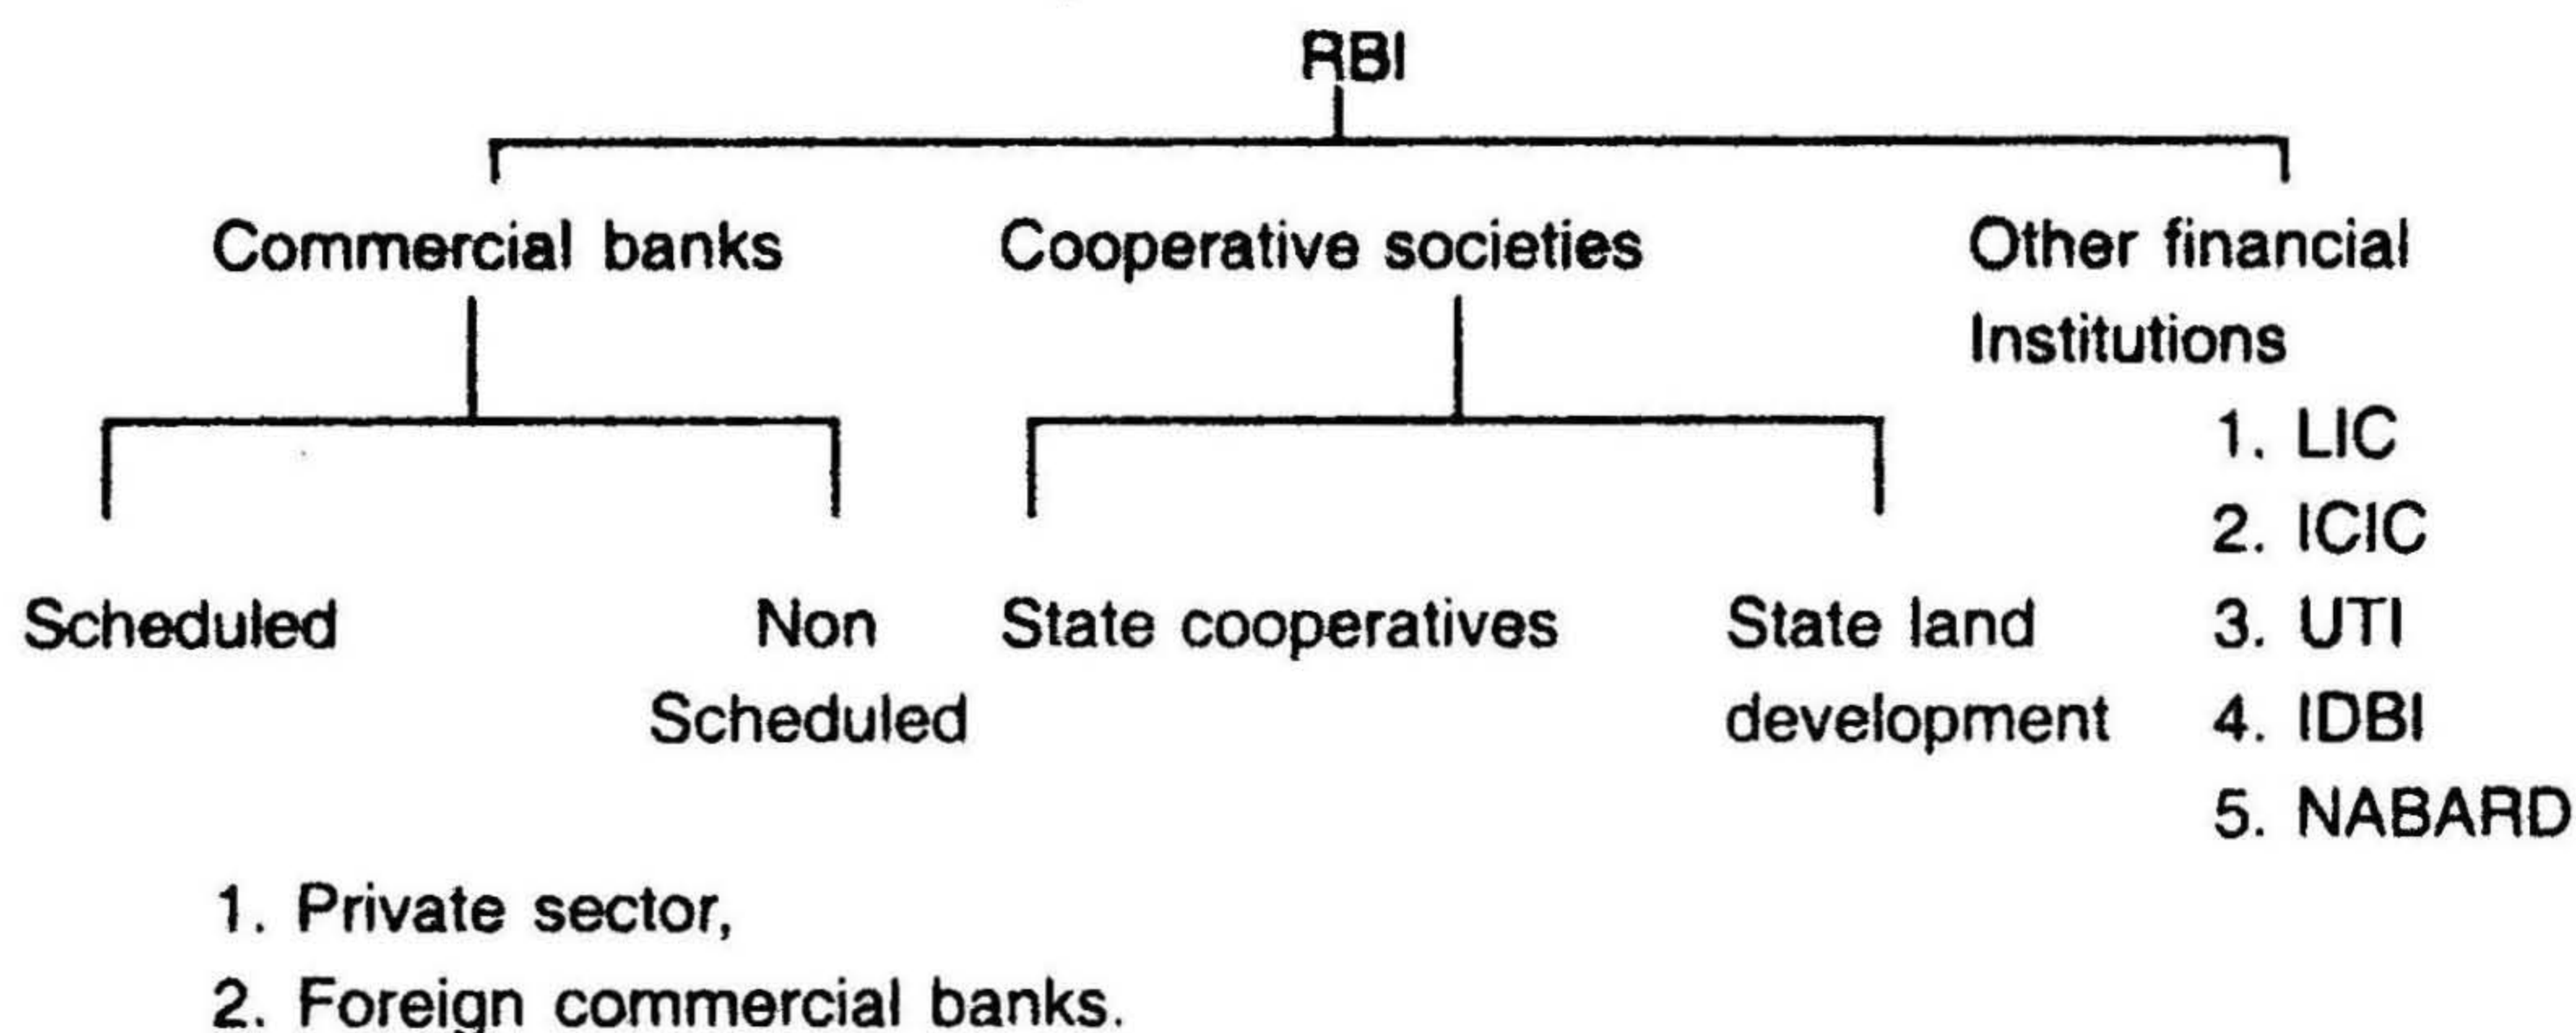 RBI
Commercial banks
Cooperative societies
Other financial
Institutions
1. LIC
2. ICIC
3. UTI
4. IDBI
5. NABARD
Scheduled
Non
Scheduled
State cooperatives
State land
development
1. Private sector,
2. Foreign commercial banks.